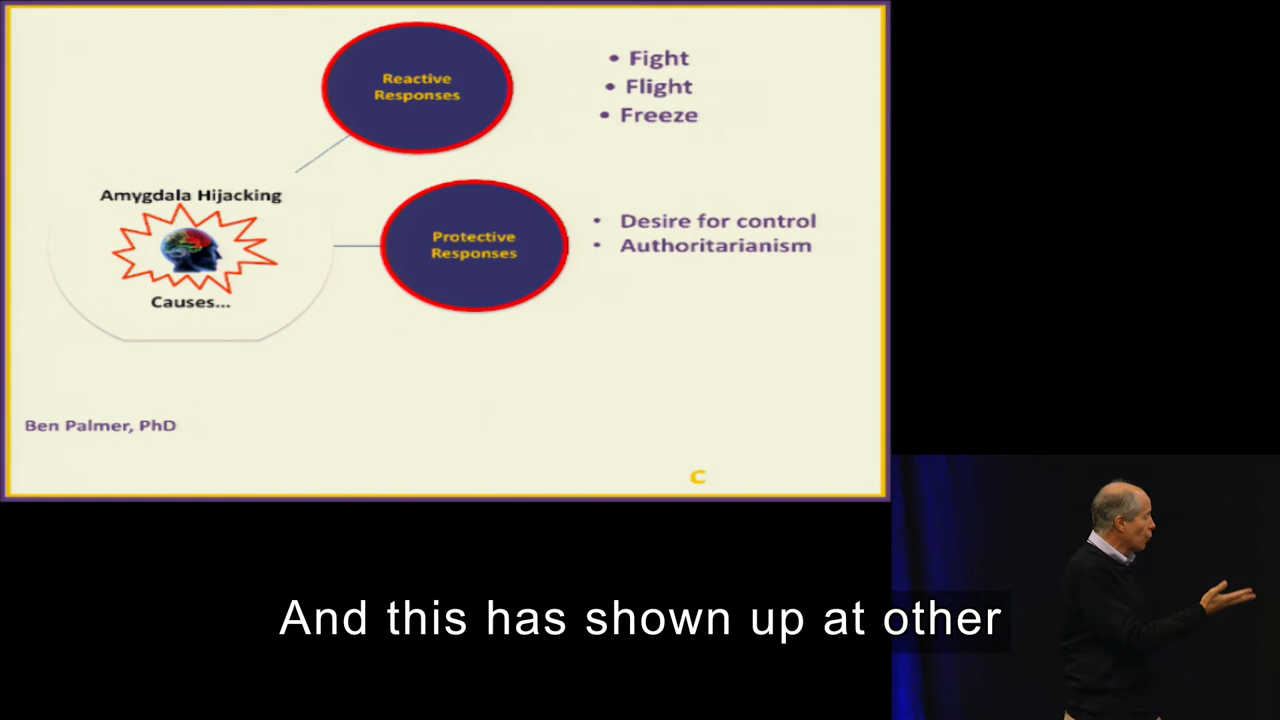 Reactive
Responses
• Fight
• Flight
• Freeze
Amygdala Hijacking
Causes...
Protective
Responses
• Desire for control
• Authoritarianism
Ben Palmer, PhD
C
And this has shown up at other